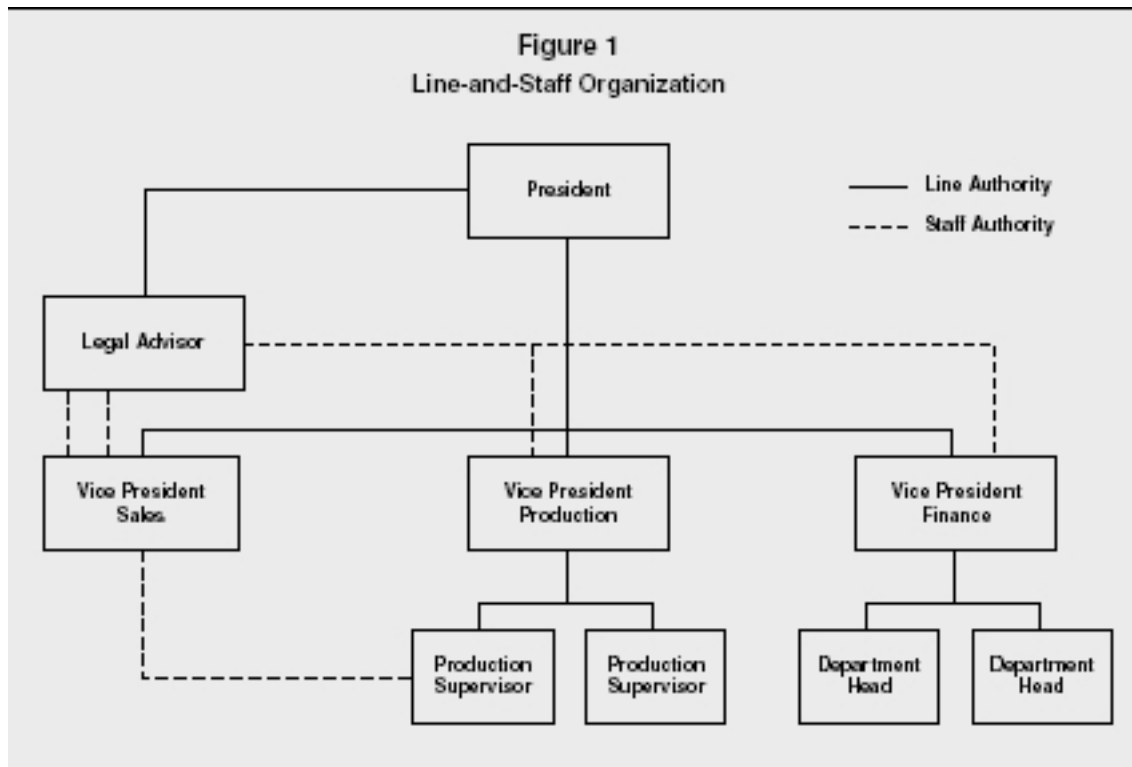 Figure 1
Line-and-Staff Organization
President
Line Authority
Staff Authority
Legal Advisor
Vice President
Sales
Vice President
Production
Vice President
Finance
Production
Supervisor
Production
Supervisor
Department
Head
Department
Head